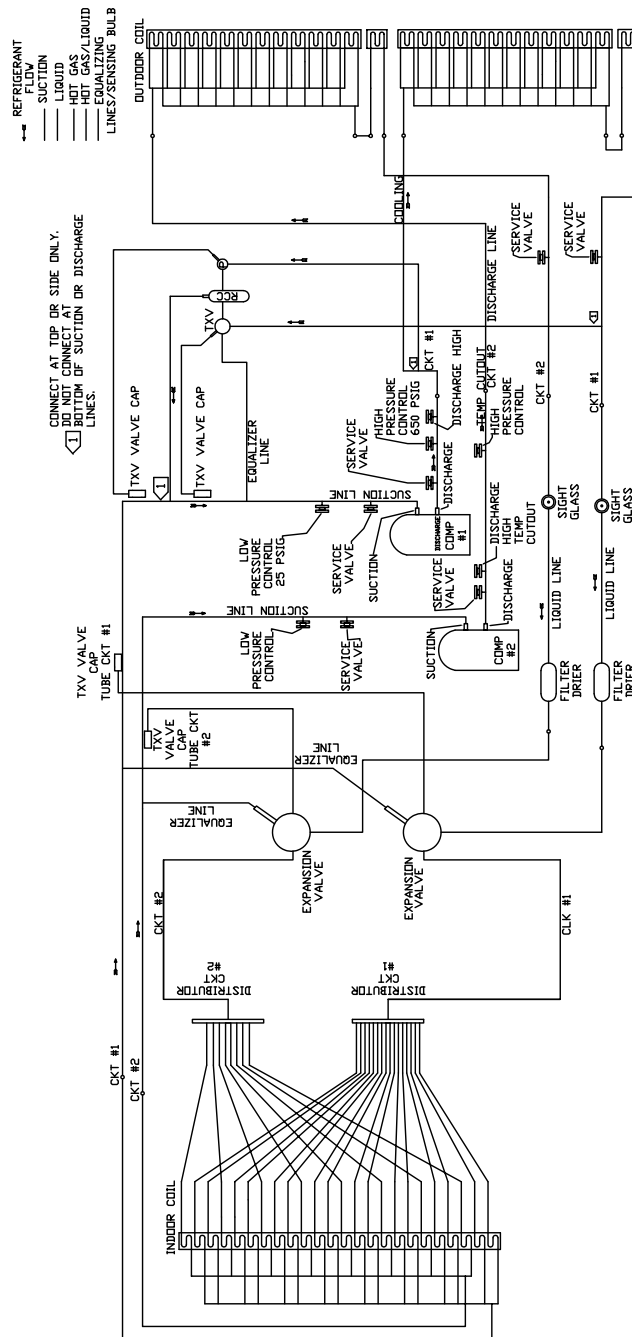 REFRIGERANT
FLOW
SUCTION
LIQUID
HOT GAS
HOT GAS/LIQUID
EQUALIZING
LINES/SENSING BULB
OUTDOOR COIL
CONNECT AT TOP OR SIDE ONLY.
DO NOT CONNECT AT
1 BOTTOM OF SUCTION OR DISCHARGE
LINES.
TXV VALVE CAP
1
TXV VALVE CAP
RCC
TXV
EQUALIZER
LINE
COOLING
SERVICE
VALVE
SERVICE
VALVE
DISCHARGE LINE
CKT #1
CKT #2
CKT #2
CKT #1
1
1
DISCHARGE HIGH
TEMP CUTOUT
HIGH
PRESSURE
CONTROL
650 PSIG
HIGH
PRESSURE
CONTROL
SERVICE
VALVE
SUCTION LINE
LOW
PRESSURE
CONTROL
25 PSIG
SERVICE
VALVE
SUCTION
DISCHARGE
DISCHARGE
COMP
#1
DISCHARGE
HIGH
TEMP
CUTOUT
SERVICE
VALVE
SIGHT
GLASS
SIGHT
GLASS
SUCTION LINE
LOW
PRESSURE
CONTROL
SERVICE
VALVE
SUCTION
DISCHARGE
COMP
#2
LIQUID LINE
LIQUID LINE
FILTER
DRIER
FILTER
DRIER
TXV VALVE
CAP
TUBE CKT #1
TXV
VALVE
CAP
TUBE CKT
#2
EQUALIZER
LINE
EQUALIZER
LINE
EXPANSION
VALVE
EXPANSION
VALVE
CKT #2
CLK #1
DISTRIBUTOR
CKT
#2
DISTRIBUTOR
CKT
#1
CKT #1
CKT #2
INDOOR COIL